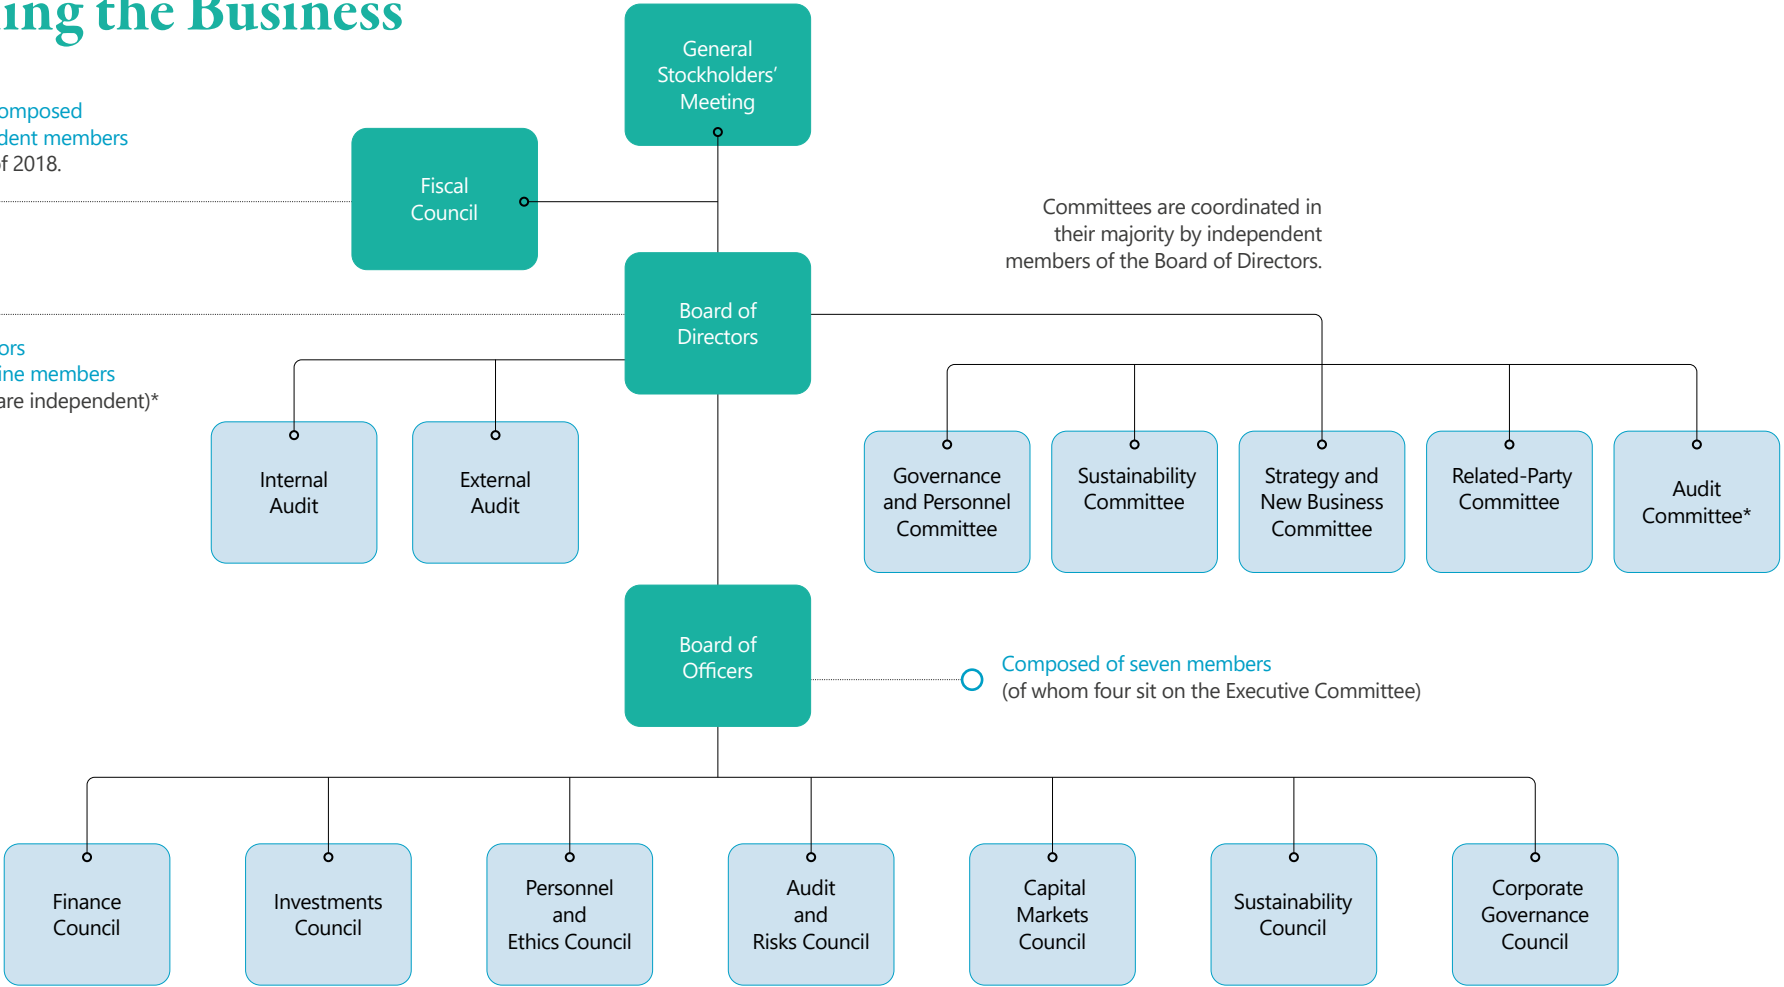 ing the Business
General
Stockholders'
Meeting
omposed
dent members
of 2018.
Fiscal
Council
Committees are coordinated in
their majority by independent
members of the Board of Directors.
Board of
Directors
ors
ine members
are independent)*
Internal
Audit
External
Audit
Governance
and Personnel
Committee
Sustainability
Committee
Strategy and
New Business
Committee
Related-Party
Committee
Audit
Committee*
Board of
Officers
Composed of seven members
(of whom four sit on the Executive Committee)
Finance
Council
Investments
Council
Personnel
and
Ethics Council
Audit
and
Risks Council
Capital
Markets
Council
Sustainability
Council
Corporate
Governance
Council